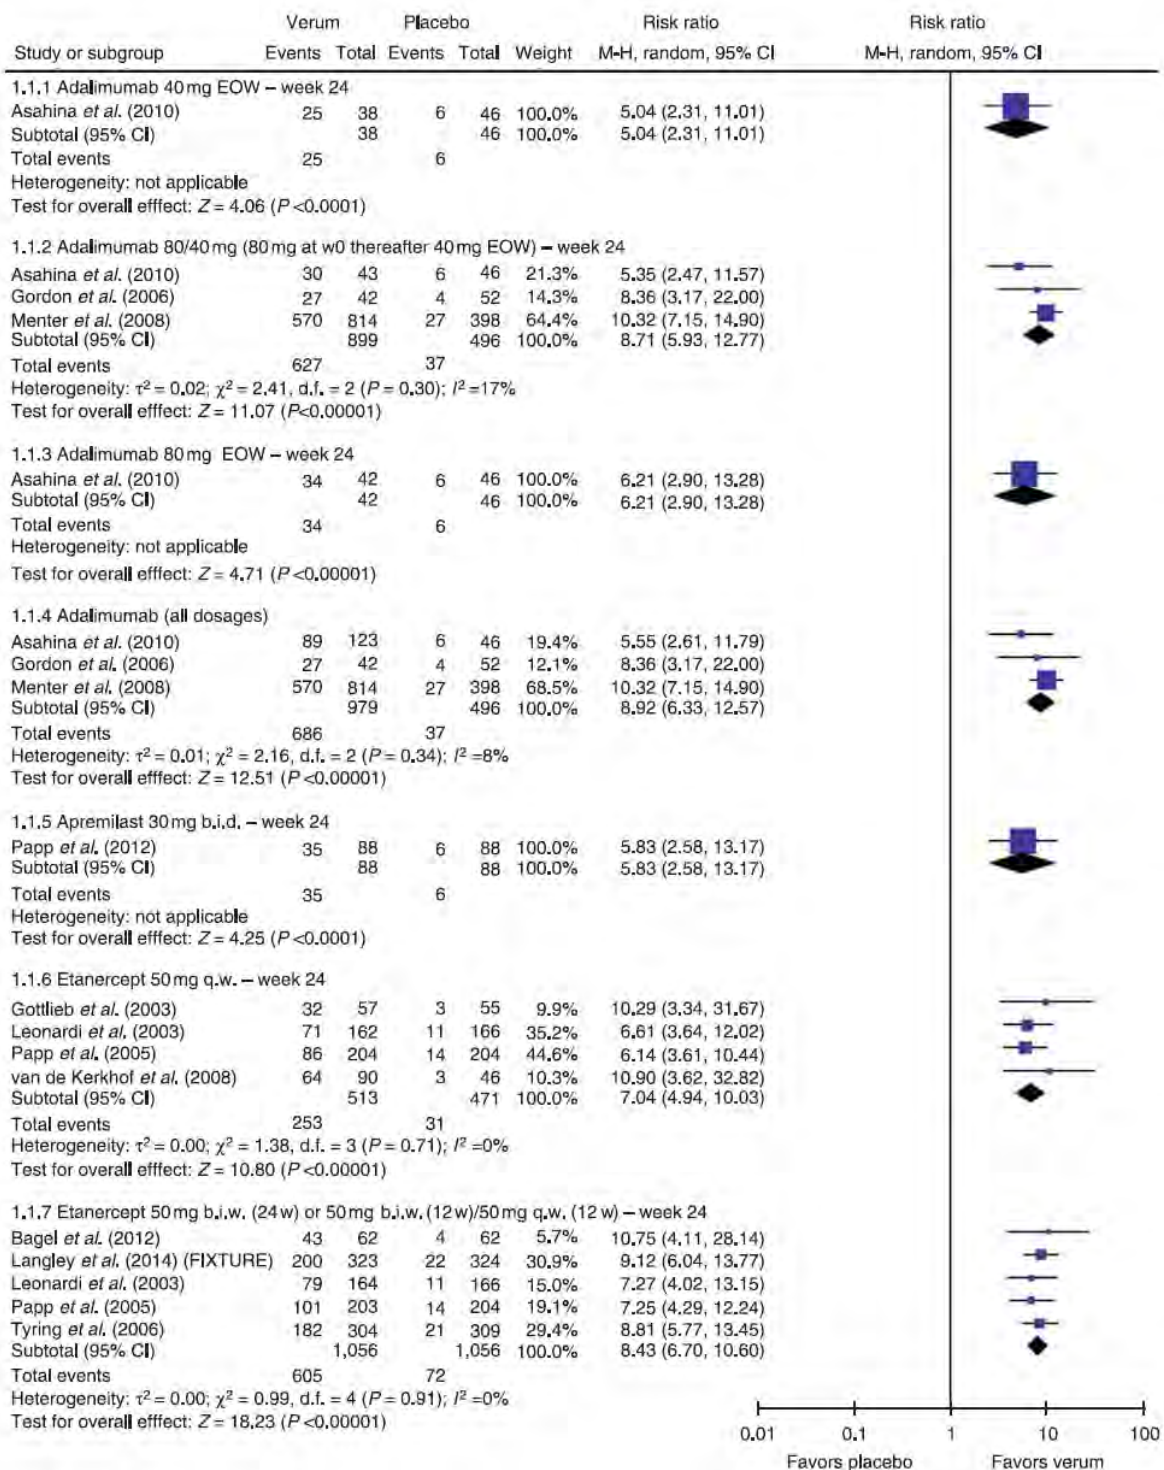 Verum Placebo Risk ratio Risk ratio
Study or subgroup Events Total Events Total Weight M-H, random, 95% CI M-H, random, 95% CI
1.1.1 Adalimumab 40 mg EOW – week 24
Asahina et al. (2010) 25 38 6 46 100.0% 5.04 (2.31, 11.01)
Subtotal (95% CI) 38 46 100.0% 5.04 (2.31, 11.01)
Total events 25 6
Heterogeneity: not applicable
Test for overall efffect: Z = 4.06 (P <0.0001)
1.1.2 Adalimumab 80/40 mg (80 mg at w0 thereafter 40 mg EOW) – week 24
Asahina et al. (2010) 30 43 6 46 21.3% 5.35 (2.47, 11.57)
Gordon et al. (2006) 27 42 4 52 14.3% 8.36 (3.17, 22.00)
Menter et al. (2008) 570 814 27 398 64.4% 10.32 (7.15, 14.90)
Subtotal (95% CI) 899 496 100.0% 8.71 (5.93, 12.77)
Total events 627 37
Heterogeneity: τ² = 0.02; χ² = 2.41, d.f. = 2 (P = 0.30); I² =17%
Test for overall efffect: Z = 11.07 (P<0.00001)
1.1.3 Adalimumab 80 mg EOW – week 24
Asahina et al. (2010) 34 42 6 46 100.0% 6.21 (2.90, 13.28)
Subtotal (95% CI) 42 46 100.0% 6.21 (2.90, 13.28)
Total events 34 6
Heterogeneity: not applicable
Test for overall efffect: Z = 4.71 (P <0.00001)
1.1.4 Adalimumab (all dosages)
Asahina et al. (2010) 89 123 6 46 19.4% 5.55 (2.61, 11.79)
Gordon et al. (2006) 27 42 4 52 12.1% 8.36 (3.17, 22.00)
Menter et al. (2008) 570 814 27 398 68.5% 10.32 (7.15, 14.90)
Subtotal (95% CI) 979 496 100.0% 8.92 (6.33, 12.57)
Total events 686 37
Heterogeneity: τ² = 0.01; χ² = 2.16, d.f. = 2 (P = 0.34); I² =8%
Test for overall efffect: Z = 12.51 (P <0.00001)
1.1.5 Apremilast 30 mg b.i.d. – week 24
Papp et al. (2012) 35 88 6 88 100.0% 5.83 (2.58, 13.17)
Subtotal (95% CI) 88 88 100.0% 5.83 (2.58, 13.17)
Total events 35 6
Heterogeneity: not applicable
Test for overall efffect: Z = 4.25 (P <0.0001)
1.1.6 Etanercept 50 mg q.w. – week 24
Gottlieb et al. (2003) 32 57 3 55 9.9% 10.29 (3.34, 31.67)
Leonardi et al. (2003) 71 162 11 166 35.2% 6.61 (3.64, 12.02)
Papp et al. (2005) 86 204 14 204 44.6% 6.14 (3.61, 10.44)
van de Kerkhof et al. (2008) 64 90 3 46 10.3% 10.90 (3.62, 32.82)
Subtotal (95% CI) 513 471 100.0% 7.04 (4.94, 10.03)
Total events 253 31
Heterogeneity: τ² = 0.00; χ² = 1.38, d.f. = 3 (P = 0.71); I² =0%
Test for overall efffect: Z = 10.80 (P <0.00001)
1.1.7 Etanercept 50 mg b.i.w. (24 w) or 50 mg b.i.w. (12 w)/50 mg q.w. (12 w) – week 24
Bagel et al. (2012) 43 62 4 62 5.7% 10.75 (4.11, 28.14)
Langley et al. (2014) (FIXTURE) 200 323 22 324 30.9% 9.12 (6.04, 13.77)
Leonardi et al. (2003) 79 164 11 166 15.0% 7.27 (4.02, 13.15)
Papp et al. (2005) 101 203 14 204 19.1% 7.25 (4.29, 12.24)
Tyring et al. (2006) 182 304 21 309 29.4% 8.81 (5.77, 13.45)
Subtotal (95% CI) 1,056 1,056 100.0% 8.43 (6.70, 10.60)
Total events 605 72
Heterogeneity: τ² = 0.00; χ² = 0.99, d.f. = 4 (P = 0.91); I² =0%
Test for overall efffect: Z = 18.23 (P <0.00001)
0.01 0.1 1 10 100
Favors placebo Favors verum